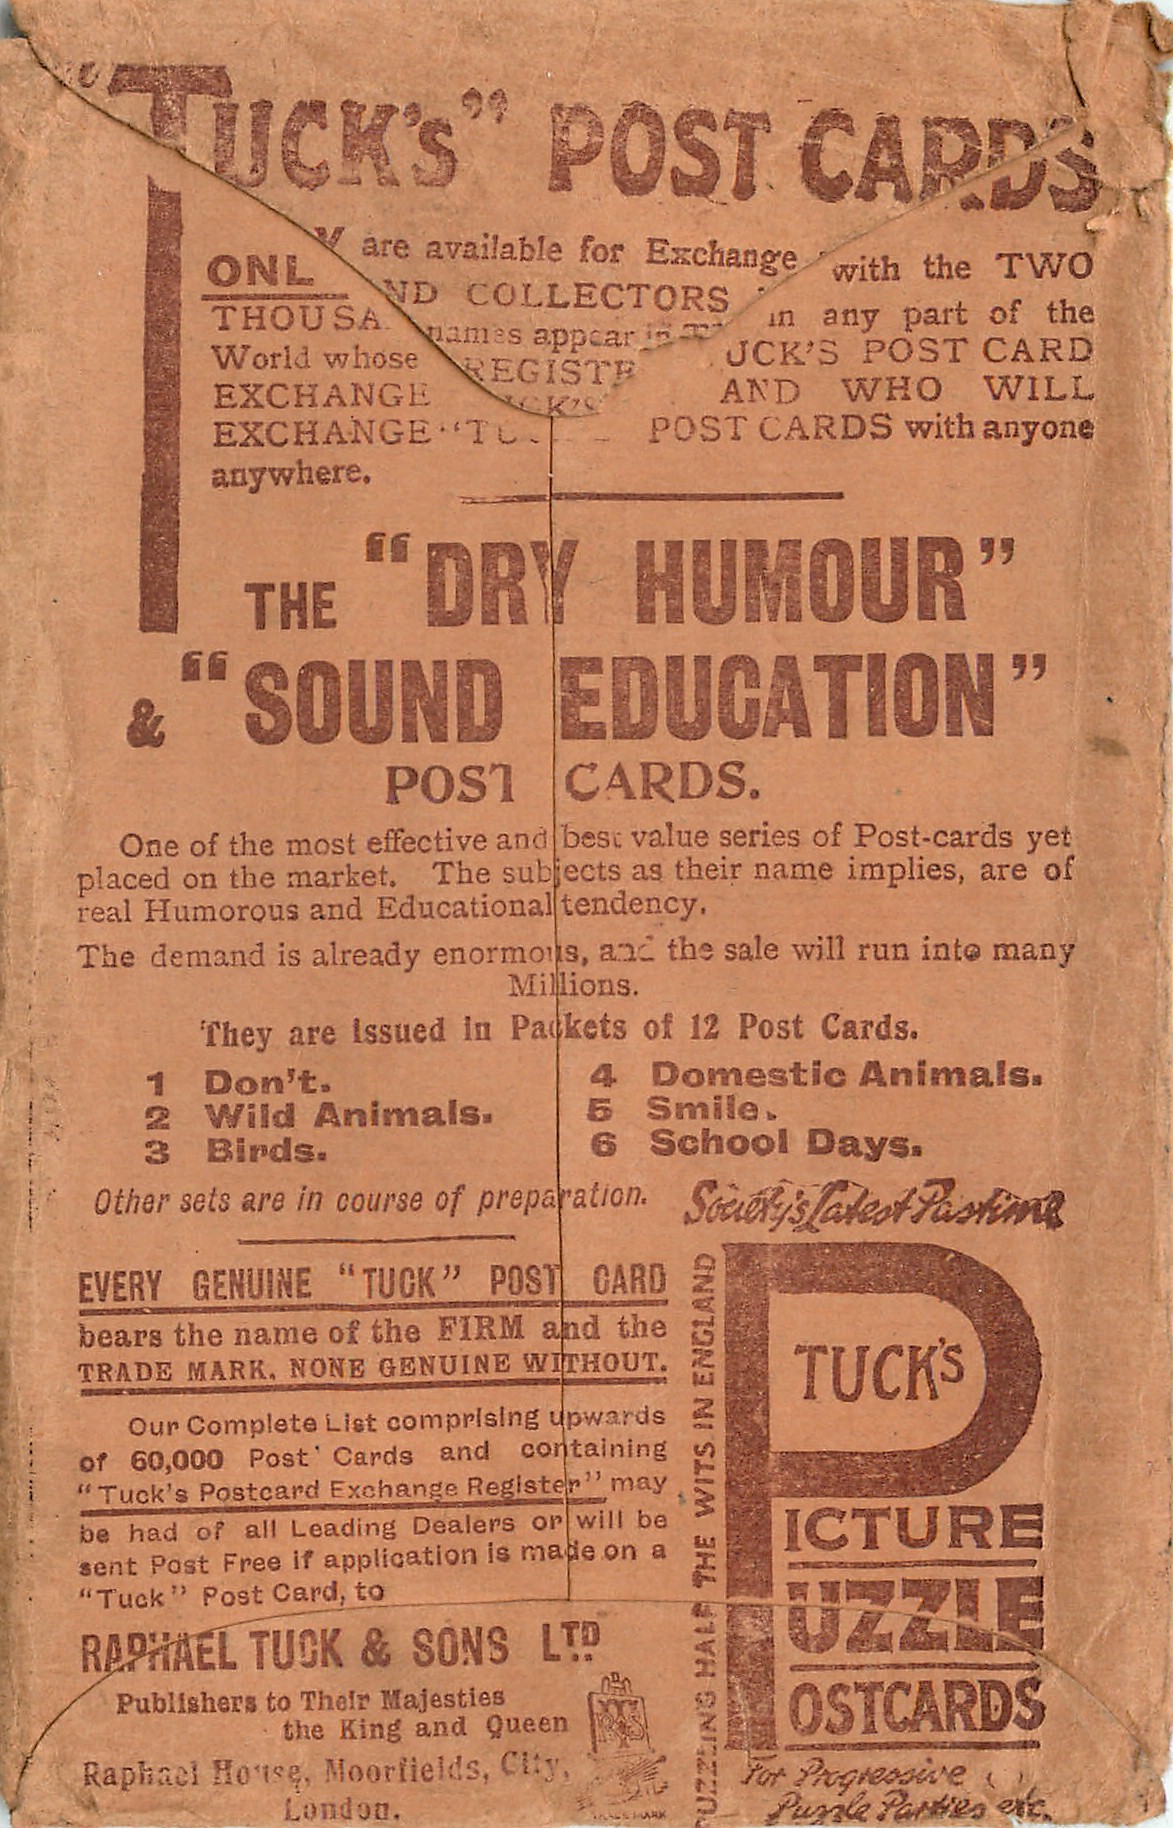 "TUCK'S" POST CARDS
ONLY are available for Exchange with the TWO
THOUSAND COLLECTORS in any part of the
World whose names appear in TUCK'S POST CARD
EXCHANGE REGISTER AND WHO WILL
EXCHANGE "TUCK'S" POST CARDS with anyone
anywhere.
THE "DRY HUMOUR"
& "SOUND EDUCATION"
POST CARDS.
One of the most effective and best value series of Post-cards yet
placed on the market. The subjects as their name implies, are of
real Humorous and Educational tendency.
The demand is already enormous, and the sale will run into many
Millions.
They are issued in Packets of 12 Post Cards.
1 Don't.
2 Wild Animals.
3 Birds.
4 Domestic Animals.
5 Smile.
6 School Days.
Other sets are in course of preparation.
EVERY GENUINE "TUCK" POST CARD
bears the name of the FIRM and the
TRADE MARK. NONE GENUINE WITHOUT.
Our Complete List comprising upwards
of 60,000 Post Cards and containing
"Tuck's Postcard Exchange Register" may
be had of all Leading Dealers or will be
sent Post Free if application is made on a
"Tuck" Post Card, to
RAPHAEL TUCK & SONS LTD
Publishers to Their Majesties
the King and Queen
Raphael House, Moorfields, City,
London.
TRADE MARK
Society's Latest Pastime
PUZZLING HALF THE WITS IN ENGLAND
TUCK'S
PICTURE
PUZZLE
POSTCARDS
For Progressive
Puzzle Parties etc.